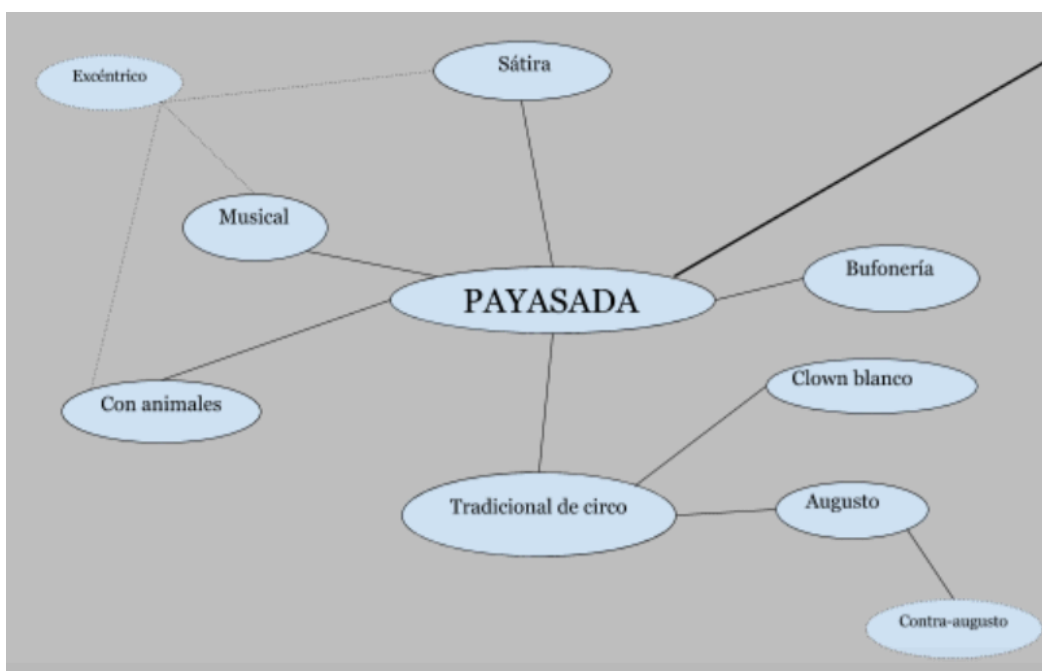 Sátira
Excéntrico
Musical
Bufonería
PAYASADA
Clown blanco
Con animales
Augusto
Tradicional de circo
Contra-augusto